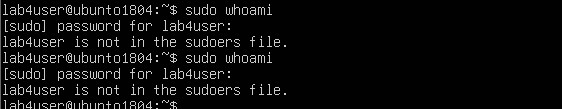 lab4user@ubunto1804:~$ sudo whoami
[sudo] password for lab4user:
lab4user is not in the sudoers file.
lab4user@ubunto1804:~$ sudo whoami
[sudo] password for lab4user:
lab4user is not in the sudoers file.
lab4user@ubunto1804:~$